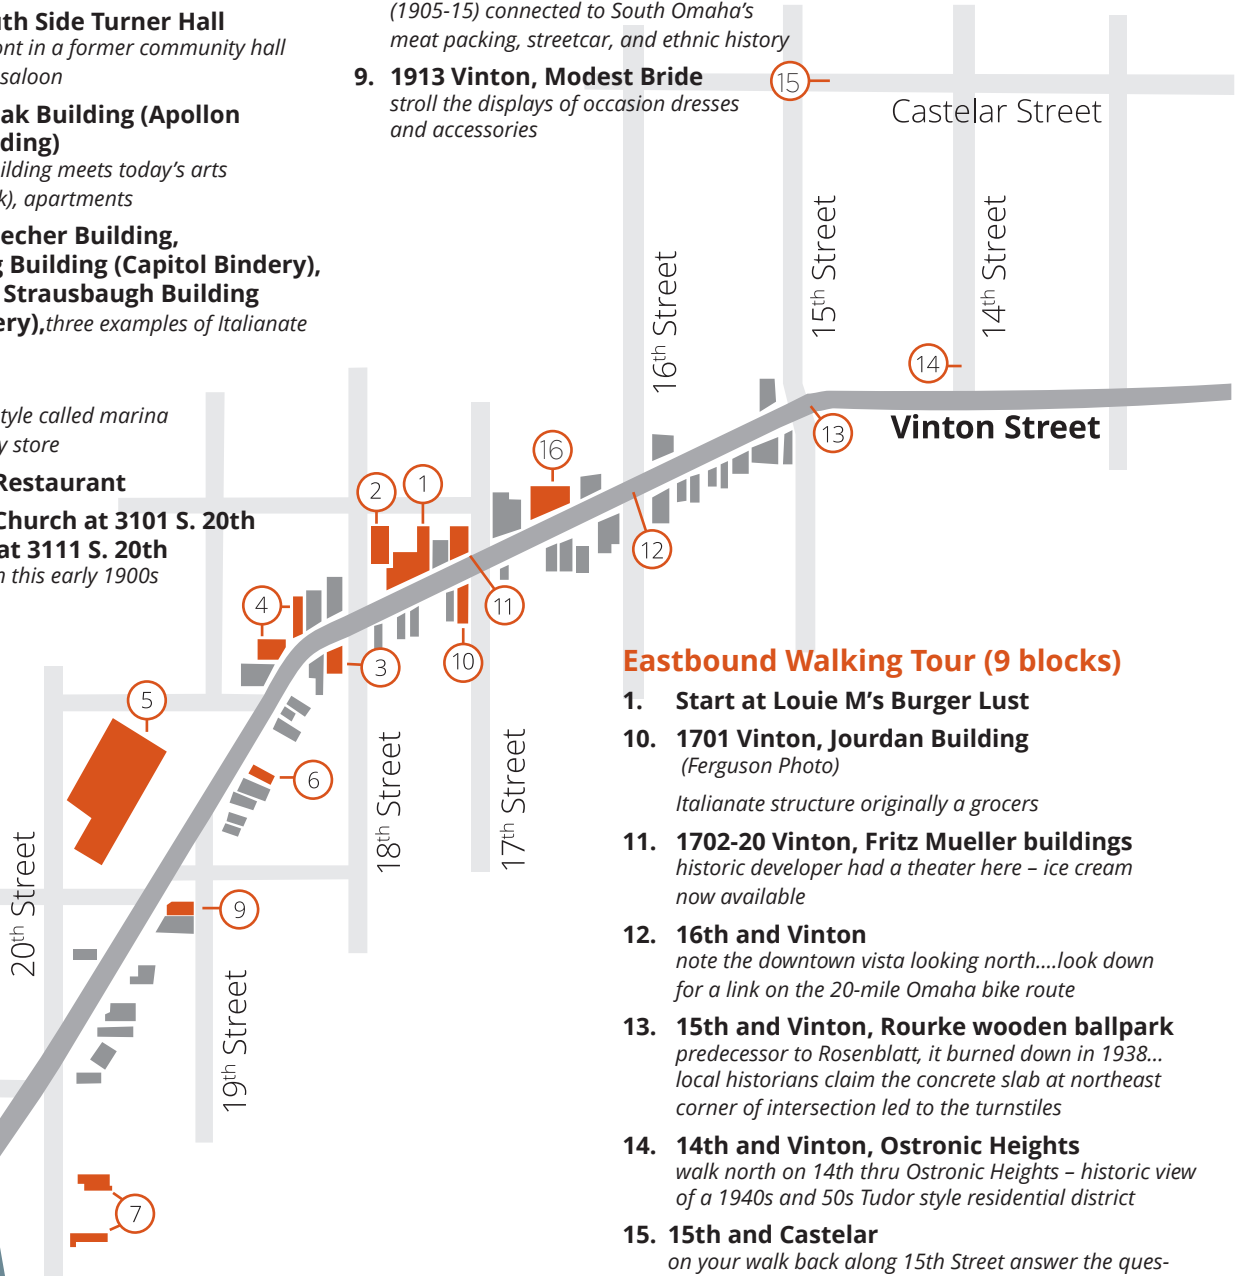 uth Side Turner Hall
ont in a former community hall
saloon
ak Building (Apollon
ding)
ilding meets today's arts
k), apartments
echer Building,
g Building (Capitol Bindery),
Strausbaugh Building
ery),three examples of Italianate
tyle called marina
y store
Restaurant
Church at 3101 S. 20th
at 3111 S. 20th
n this early 1900s
(1905-15) connected to South Omaha's
meat packing, streetcar, and ethnic history
9. 1913 Vinton, Modest Bride
stroll the displays of occasion dresses
and accessories
15
Castelar Street
16th Street
15th Street
14th Street
14
13
Vinton Street
16
2
1
12
4
11
3
10
5
6
18th Street
17th Street
20th Street
9
19th Street
7
Eastbound Walking Tour (9 blocks)
1. Start at Louie M's Burger Lust
10. 1701 Vinton, Jourdan Building
(Ferguson Photo)
Italianate structure originally a grocers
11. 1702-20 Vinton, Fritz Mueller buildings
historic developer had a theater here – ice cream
now available
12. 16th and Vinton
note the downtown vista looking north....look down
for a link on the 20-mile Omaha bike route
13. 15th and Vinton, Rourke wooden ballpark
predecessor to Rosenblatt, it burned down in 1938...
local historians claim the concrete slab at northeast
corner of intersection led to the turnstiles
14. 14th and Vinton, Ostronic Heights
walk north on 14th thru Ostronic Heights – historic view
of a 1940s and 50s Tudor style residential district
15. 15th and Castelar
on your walk back along 15th Street answer the ques-